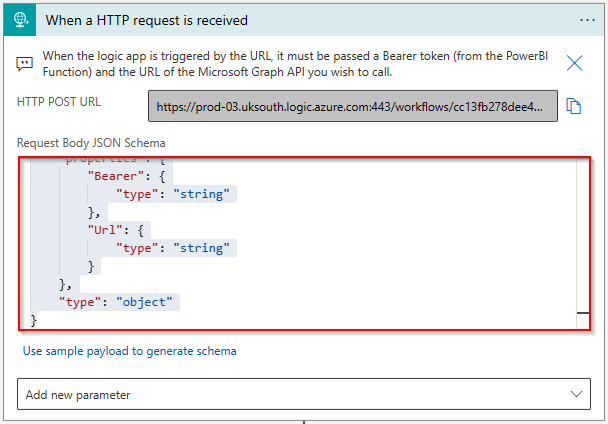 When a HTTP request is received
When the logic app is triggered by the URL, it must be passed a Bearer token (from the PowerBI
Function) and the URL of the Microsoft Graph API you wish to call.
HTTP POST URL
https://prod-03.uksouth.logic.azure.com:443/workflows/cc13fb278dee4...
Request Body JSON Schema
"properties": {
"Bearer": {
"type": "string"
},
"Url": {
"type": "string"
}
},
"type": "object"
}
Use sample payload to generate schema
Add new parameter